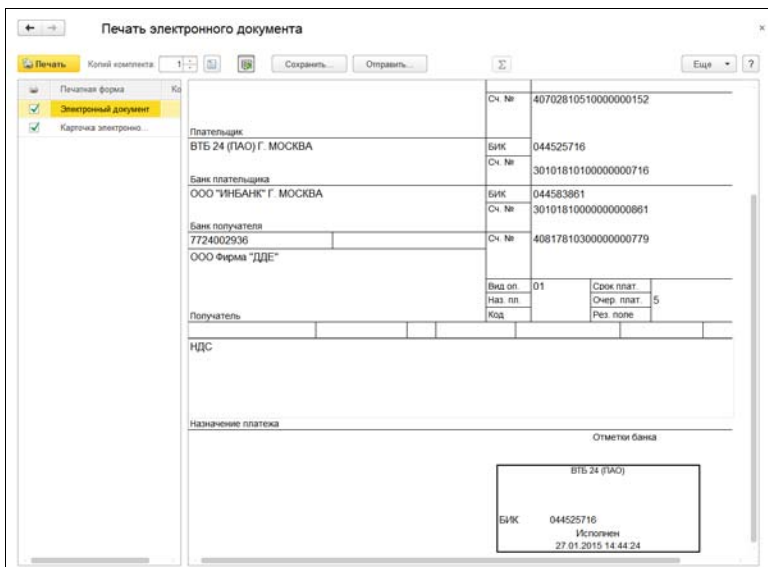 Печать электронного документа
Печать Копий комплекта: 1 Сохранить... Отправить... Σ Еще ?
Печатная форма Ко
Электронный документ
Карточка электронно...
Сч. № 40702810510000000152
Плательщик
ВТБ 24 (ПАО) Г. МОСКВА БИК 044525716
Сч. № 30101810100000000716
Банк плательщика
ООО "ИНБАНК" Г. МОСКВА БИК 044583861
Сч. № 30101810000000000861
Банк получателя
7724002936 Сч. № 40817810300000000779
ООО Фирма "ДДЕ"
Вид оп. 01 Срок плат.
Наз. пл. Очер. плат. 5
Получатель Код Рез. поле
НДС
Назначение платежа
Отметки банка
ВТБ 24 (ПАО)
БИК 044525716
Исполнен
27.01.2015 14:44:24